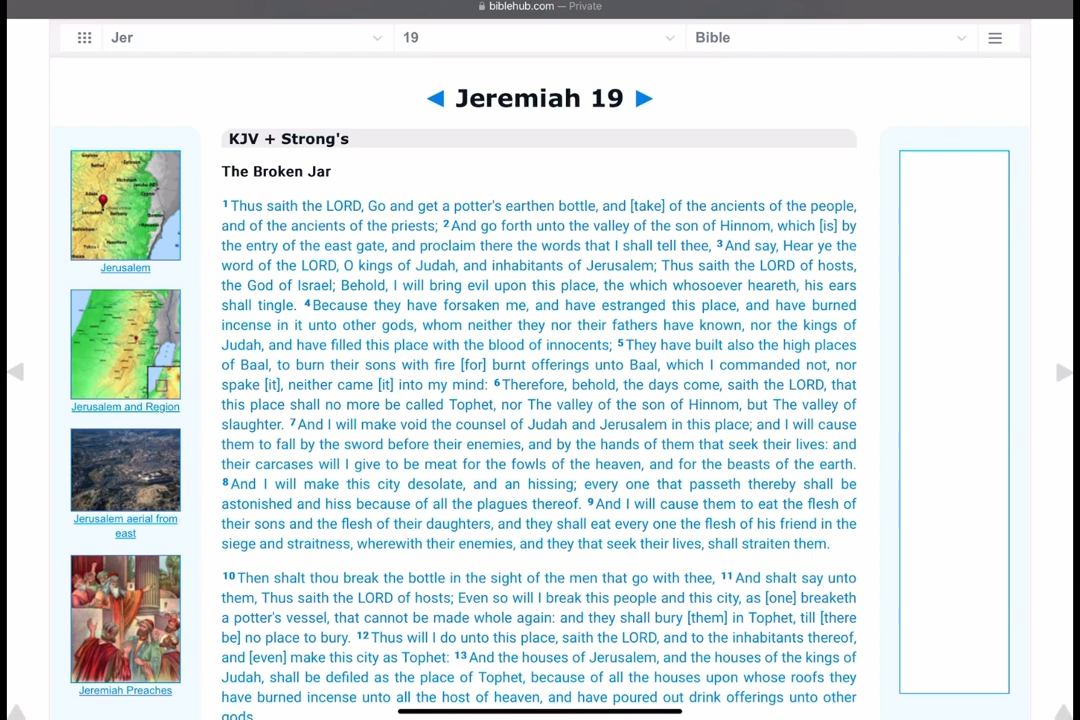 biblehub.com — Private
Jer
19
Bible
Jeremiah 19
KJV + Strong's
The Broken Jar
1 Thus saith the LORD, Go and get a potter's earthen bottle, and [take] of the ancients of the people,
and of the ancients of the priests; 2 And go forth unto the valley of the son of Hinnom, which [is] by
the entry of the east gate, and proclaim there the words that I shall tell thee, 3 And say, Hear ye the
word of the LORD, O kings of Judah, and inhabitants of Jerusalem; Thus saith the LORD of hosts,
the God of Israel; Behold, I will bring evil upon this place, the which whosoever heareth, his ears
shall tingle. 4 Because they have forsaken me, and have estranged this place, and have burned
incense in it unto other gods, whom neither they nor their fathers have known, nor the kings of
Judah, and have filled this place with the blood of innocents; 5 They have built also the high places
of Baal, to burn their sons with fire [for] burnt offerings unto Baal, which I commanded not, nor
spake [it], neither came [it] into my mind: 6 Therefore, behold, the days come, saith the LORD, that
this place shall no more be called Tophet, nor The valley of the son of Hinnom, but The valley of
slaughter. 7 And I will make void the counsel of Judah and Jerusalem in this place; and I will cause
them to fall by the sword before their enemies, and by the hands of them that seek their lives: and
their carcases will I give to be meat for the fowls of the heaven, and for the beasts of the earth.
8 And I will make this city desolate, and an hissing; every one that passeth thereby shall be
astonished and hiss because of all the plagues thereof. 9 And I will cause them to eat the flesh of
their sons and the flesh of their daughters, and they shall eat every one the flesh of his friend in the
siege and straitness, wherewith their enemies, and they that seek their lives, shall straiten them.
10 Then shalt thou break the bottle in the sight of the men that go with thee, 11 And shalt say unto
them, Thus saith the LORD of hosts; Even so will I break this people and this city, as [one] breaketh
a potter's vessel, that cannot be made whole again: and they shall bury [them] in Tophet, till [there
be] no place to bury. 12 Thus will I do unto this place, saith the LORD, and to the inhabitants thereof,
and [even] make this city as Tophet: 13 And the houses of Jerusalem, and the houses of the kings of
Judah, shall be defiled as the place of Tophet, because of all the houses upon whose roofs they
have burned incense unto all the host of heaven, and have poured out drink offerings unto other
gods.
Jerusalem
Jerusalem and Region
Jerusalem aerial from
east
Jeremiah Preaches